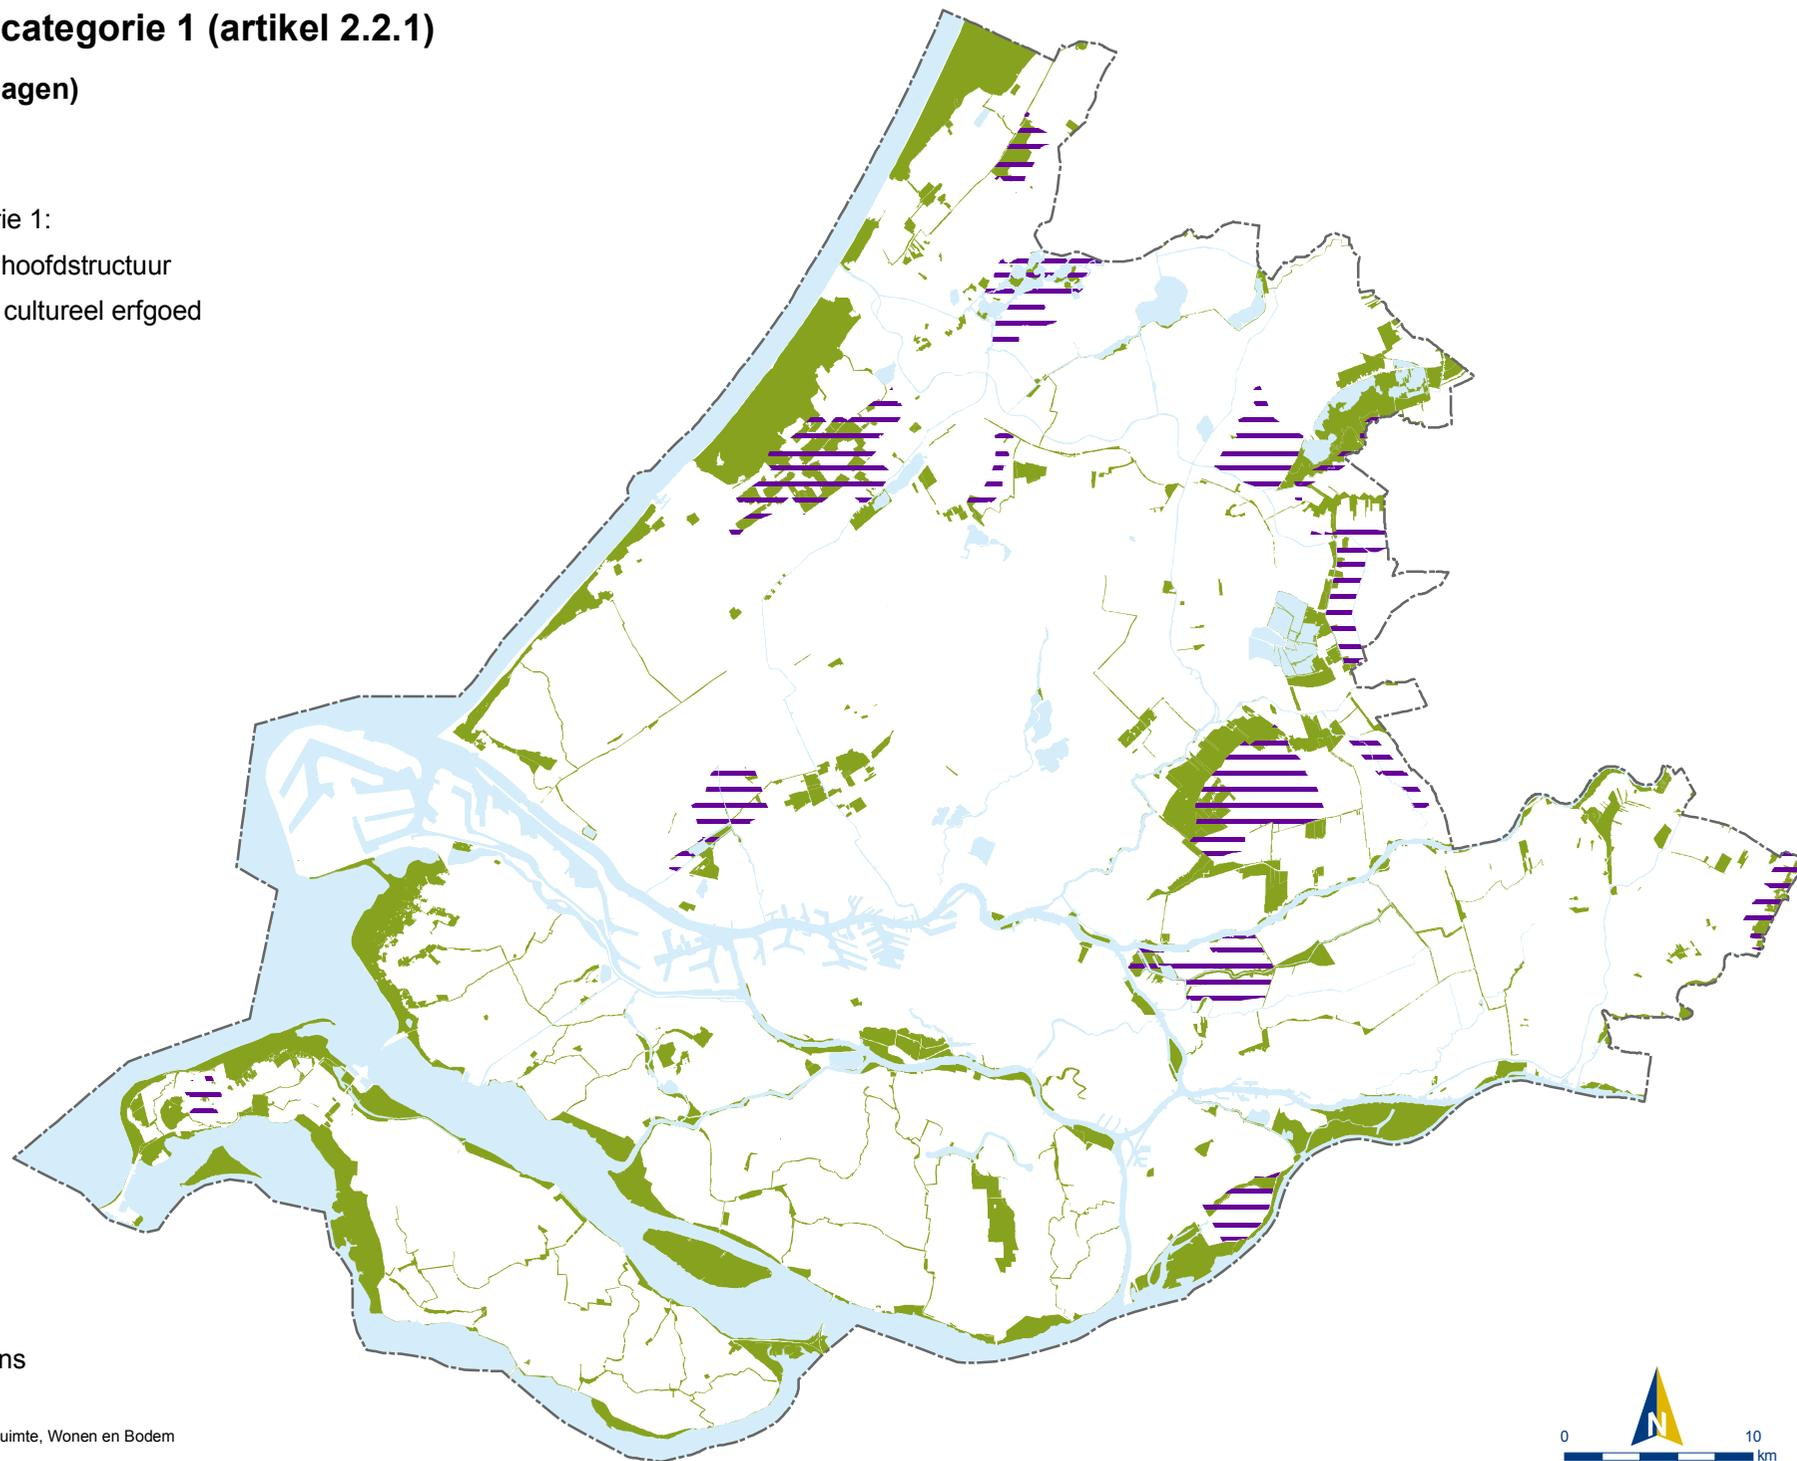 categorie 1 (artikel 2.2.1)
agen)
ie 1:
hoofdstructuur
cultureel erfgoed
ns
uimte, Wonen en Bodem
N
0 10
km